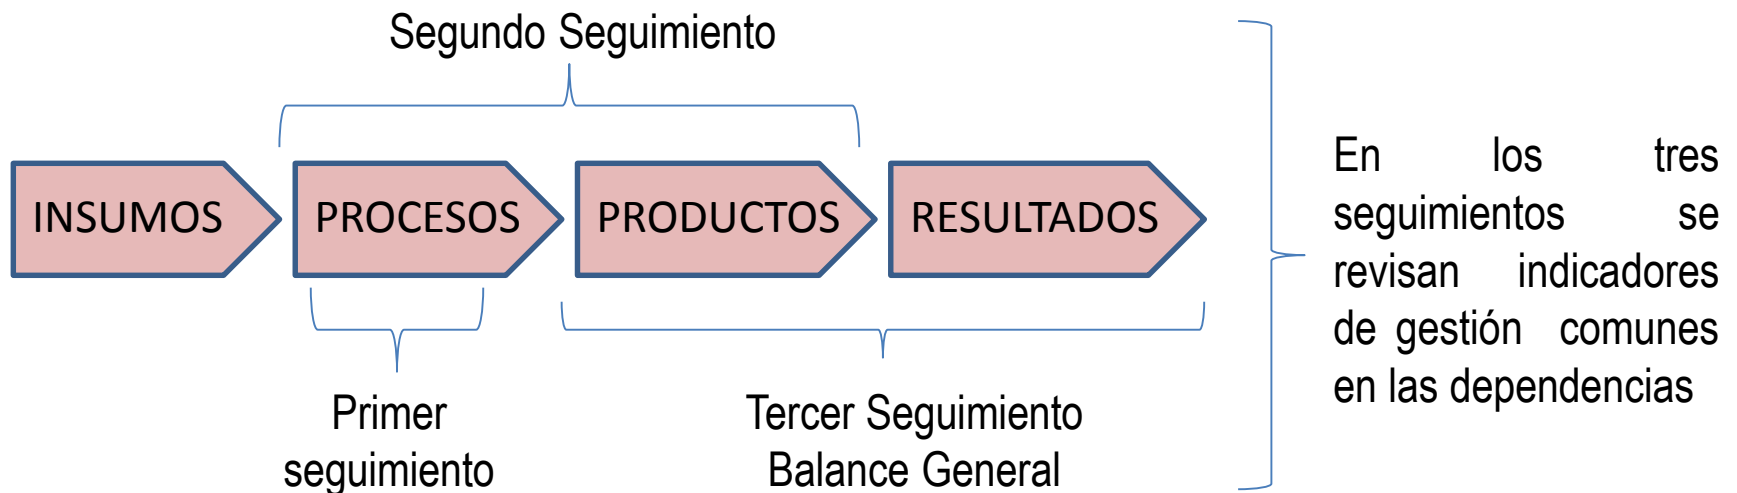 Segundo Seguimiento
INSUMOS
PROCESOS
PRODUCTOS
RESULTADOS
Primer
seguimiento
Tercer Seguimiento
Balance General
En los tres
seguimientos se
revisan indicadores
de gestión comunes
en las dependencias